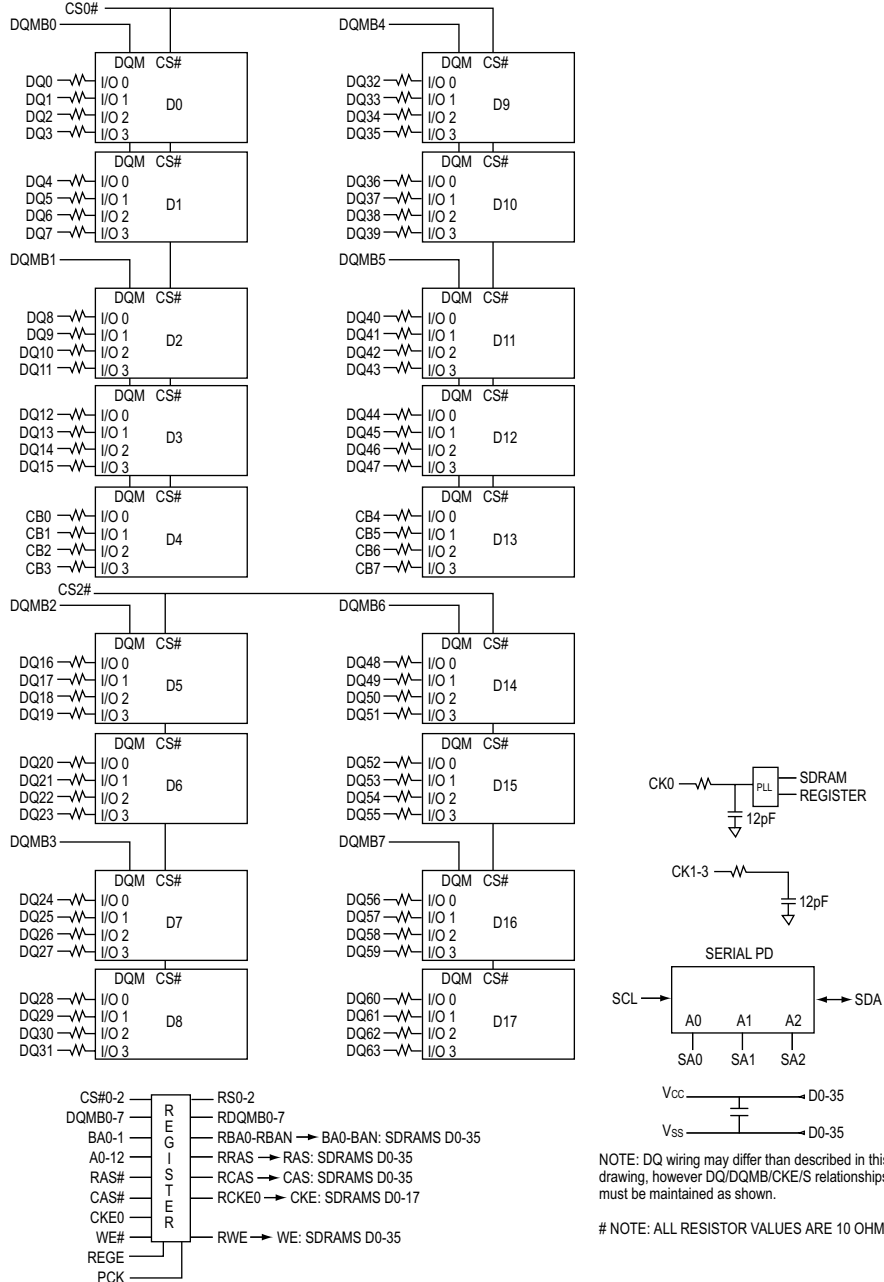 CS0#
DQMB0
DQM CS#
DQ0 I/O 0
DQ1 I/O 1
DQ2 I/O 2
DQ3 I/O 3
D0
DQM CS#
DQ4 I/O 0
DQ5 I/O 1
DQ6 I/O 2
DQ7 I/O 3
D1
DQMB1
DQM CS#
DQ8 I/O 0
DQ9 I/O 1
DQ10 I/O 2
DQ11 I/O 3
D2
DQM CS#
DQ12 I/O 0
DQ13 I/O 1
DQ14 I/O 2
DQ15 I/O 3
D3
DQM CS#
CB0 I/O 0
CB1 I/O 1
CB2 I/O 2
CB3 I/O 3
D4
DQMB4
DQM CS#
DQ32 I/O 0
DQ33 I/O 1
DQ34 I/O 2
DQ35 I/O 3
D9
DQM CS#
DQ36 I/O 0
DQ37 I/O 1
DQ38 I/O 2
DQ39 I/O 3
D10
DQMB5
DQM CS#
DQ40 I/O 0
DQ41 I/O 1
DQ42 I/O 2
DQ43 I/O 3
D11
DQM CS#
DQ44 I/O 0
DQ45 I/O 1
DQ46 I/O 2
DQ47 I/O 3
D12
DQM CS#
CB4 I/O 0
CB5 I/O 1
CB6 I/O 2
CB7 I/O 3
D13
CS2#
DQMB2
DQM CS#
DQ16 I/O 0
DQ17 I/O 1
DQ18 I/O 2
DQ19 I/O 3
D5
DQM CS#
DQ20 I/O 0
DQ21 I/O 1
DQ22 I/O 2
DQ23 I/O 3
D6
DQMB3
DQM CS#
DQ24 I/O 0
DQ25 I/O 1
DQ26 I/O 2
DQ27 I/O 3
D7
DQM CS#
DQ28 I/O 0
DQ29 I/O 1
DQ30 I/O 2
DQ31 I/O 3
D8
DQMB6
DQM CS#
DQ48 I/O 0
DQ49 I/O 1
DQ50 I/O 2
DQ51 I/O 3
D14
DQM CS#
DQ52 I/O 0
DQ53 I/O 1
DQ54 I/O 2
DQ55 I/O 3
D15
DQMB7
DQM CS#
DQ56 I/O 0
DQ57 I/O 1
DQ58 I/O 2
DQ59 I/O 3
D16
DQM CS#
DQ60 I/O 0
DQ61 I/O 1
DQ62 I/O 2
DQ63 I/O 3
D17
CK0
PLL
SDRAM
REGISTER
12pF
CK1-3
12pF
SERIAL PD
SCL
SDA
A0 A1 A2
SA0 SA1 SA2
Vcc D0-35
Vss D0-35
NOTE: DQ wiring may differ than described in this
drawing, however DQ/DQMB/CKE/S relationships
must be maintained as shown.
# NOTE: ALL RESISTOR VALUES ARE 10 OHM
REGISTER
CS#0-2 RS0-2
DQMB0-7 RDQMB0-7
BA0-1 RBA0-RBAN BA0-BAN: SDRAMS D0-35
A0-12 RRAS RAS: SDRAMS D0-35
RAS# RCAS CAS: SDRAMS D0-35
CAS# RCKE0 CKE: SDRAMS D0-17
CKE0
WE# RWE WE: SDRAMS D0-35
REGE
PCK